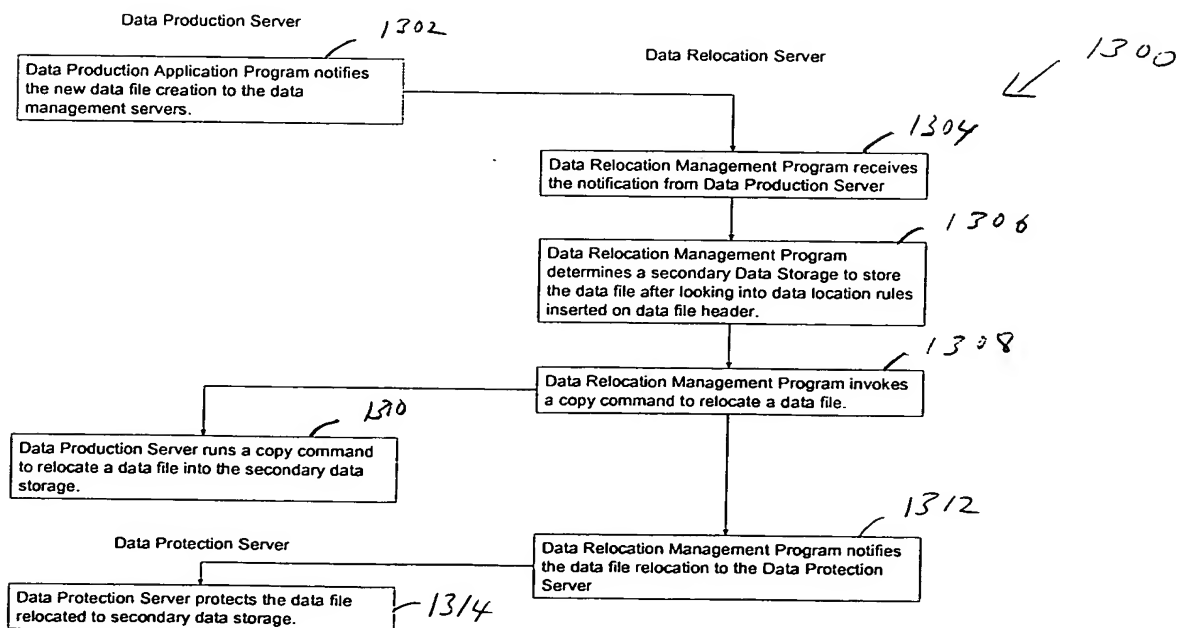 Data Production Server
1302
Data Relocation Server
1300
Data Production Application Program notifies
the new data file creation to the data
management servers.
1304
Data Relocation Management Program receives
the notification from Data Production Server
1306
Data Relocation Management Program
determines a secondary Data Storage to store
the data file after looking into data location rules
inserted on data file header.
1308
Data Relocation Management Program invokes
a copy command to relocate a data file.
1310
Data Production Server runs a copy command
to relocate a data file into the secondary data
storage.
1312
Data Relocation Management Program notifies
the data file relocation to the Data Protection
Server
Data Protection Server
Data Protection Server protects the data file
relocated to secondary data storage.
1314